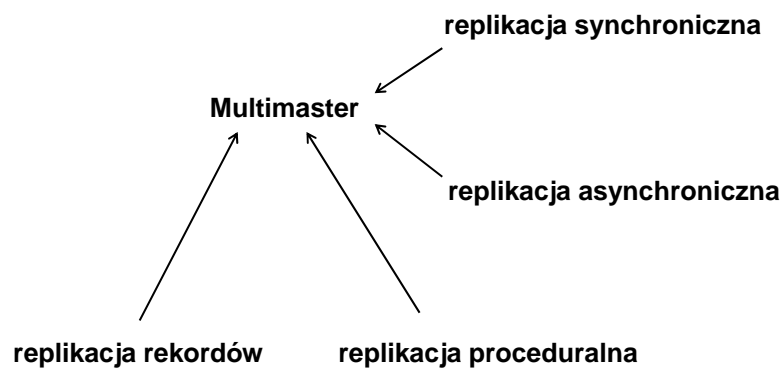 replikacja synchroniczna
Multimaster
replikacja asynchroniczna
replikacja rekordów
replikacja proceduralna